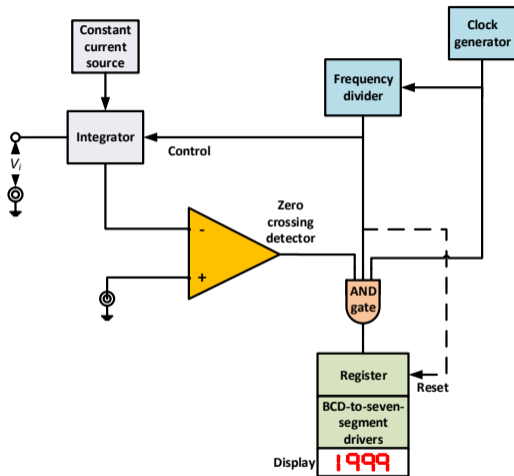 Constant
current
source
Clock
generator
Frequency
divider
Integrator
Control
Vi
Zero
crossing
detector
-
+
AND
gate
Register
Reset
BCD-to-seven-
segment
drivers
Display
1999